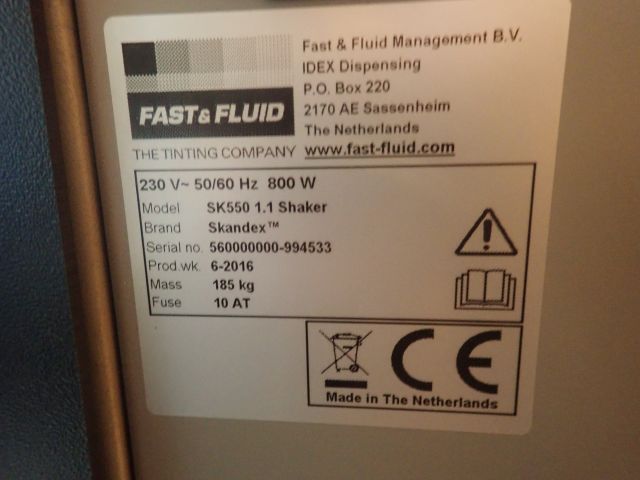 FAST & FLUID
THE TINTING COMPANY
Fast & Fluid Management B.V.
IDEX Dispensing
P.O. Box 220
2170 AE Sassenheim
The Netherlands
www.fast-fluid.com
230 V~ 50/60 Hz 800 W
Model SK550 1.1 Shaker
Brand Skandex™
Serial no. 560000000-994533
Prod.wk. 6-2016
Mass 185 kg
Fuse 10 AT
CE
Made in The Netherlands